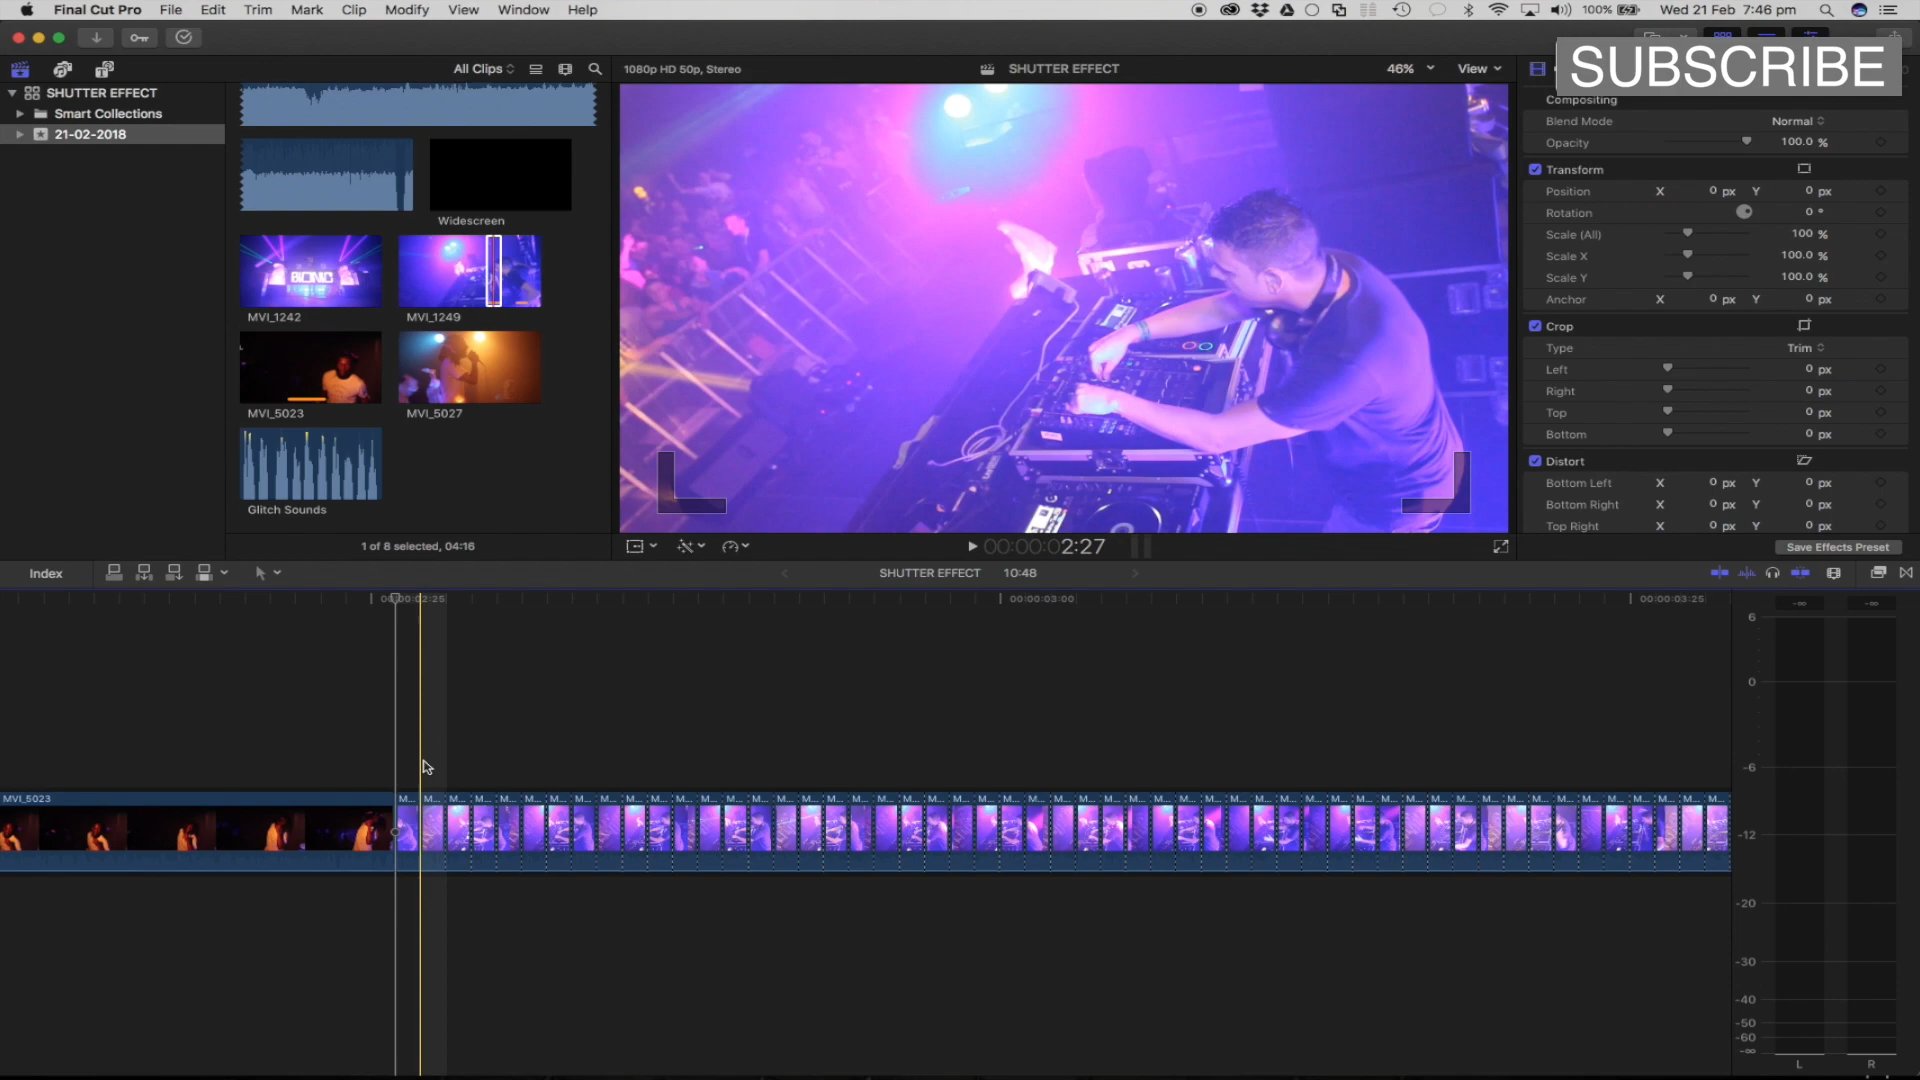 Final Cut Pro File Edit Trim Mark Clip Modify View Window Help
100% Wed 21 Feb 7:46 pm
SUBSCRIBE
All Clips
1080p HD 50p, Stereo
SHUTTER EFFECT
46% View
SHUTTER EFFECT
Smart Collections
21-02-2018
Widescreen
MVI_1242
MVI_1249
MVI_5023
MVI_5027
Glitch Sounds
1 of 8 selected, 04:16
00:00:02:27
Compositing
Blend Mode Normal
Opacity 100.0 %
Transform
Position X 0 px Y 0 px
Rotation 0 °
Scale (All) 100 %
Scale X 100.0 %
Scale Y 100.0 %
Anchor X 0 px Y 0 px
Crop
Type Trim
Left 0 px
Right 0 px
Top 0 px
Bottom 0 px
Distort
Bottom Left X 0 px Y 0 px
Bottom Right X 0 px Y 0 px
Top Right X 0 px Y 0 px
Save Effects Preset
Index
SHUTTER EFFECT 10:48
00:00:02:25
00:00:03:00
00:00:03:25
MVI_5023
M... M... M... M... M... M... M... M... M... M... M... M... M... M... M... M... M... M... M... M... M... M... M... M... M... M... M... M... M... M... M... M... M... M... M... M... M... M... M... M... M... M... M... M... M... M... M... M... M... M... M... M... M...
-∞ -∞
6
0
-6
-12
-20
-30
-40
-50
-60
-∞
L R